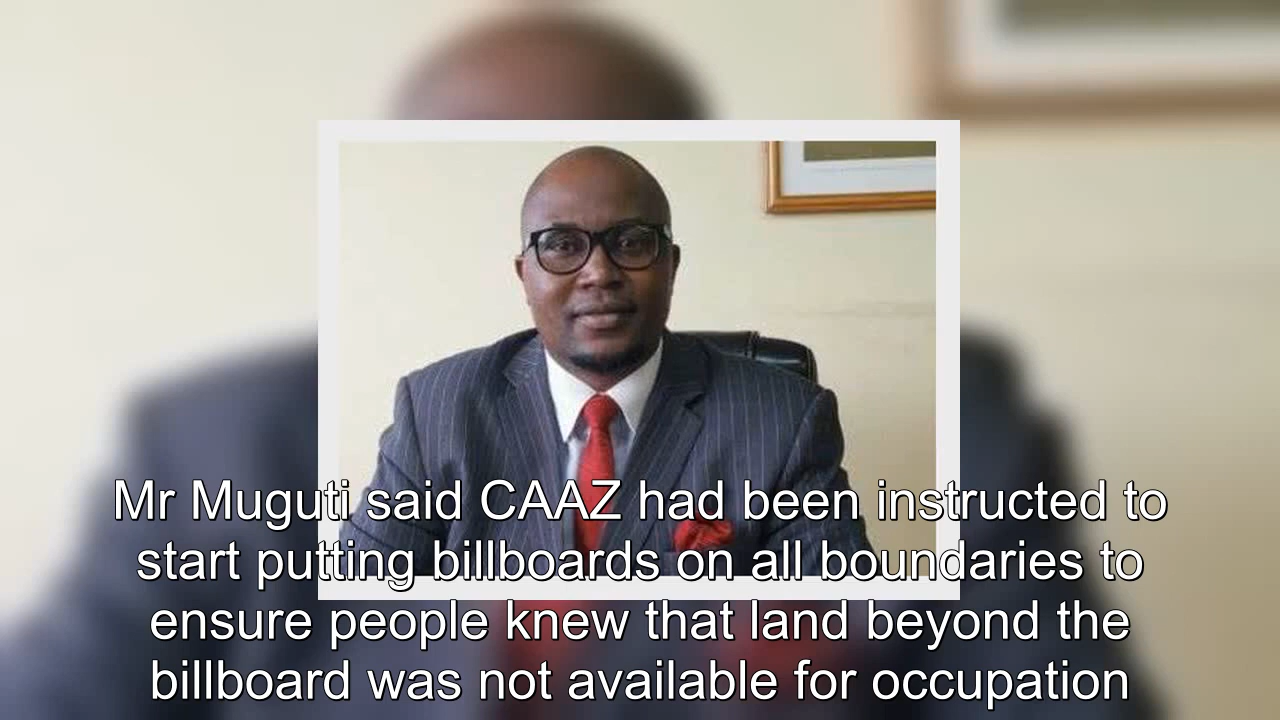 Mr Muguti said CAAZ had been instructed to
start putting billboards on all boundaries to
ensure people knew that land beyond the
billboard was not available for occupation